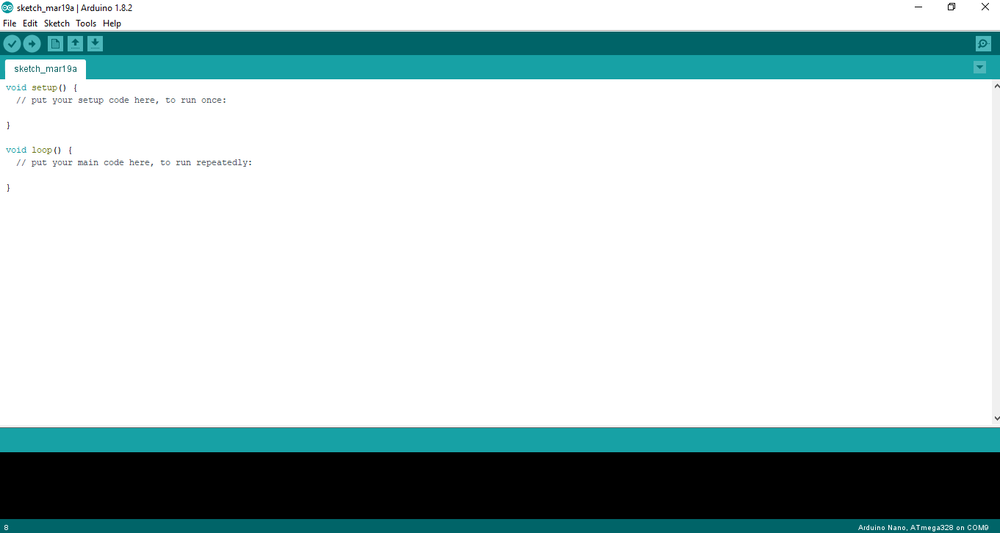 sketch_mar19a | Arduino 1.8.2
File Edit Sketch Tools Help
sketch_mar19a
void setup() {
  // put your setup code here, to run once:
}
void loop() {
  // put your main code here, to run repeatedly:
}
8
Arduino Nano, ATmega328 on COM9